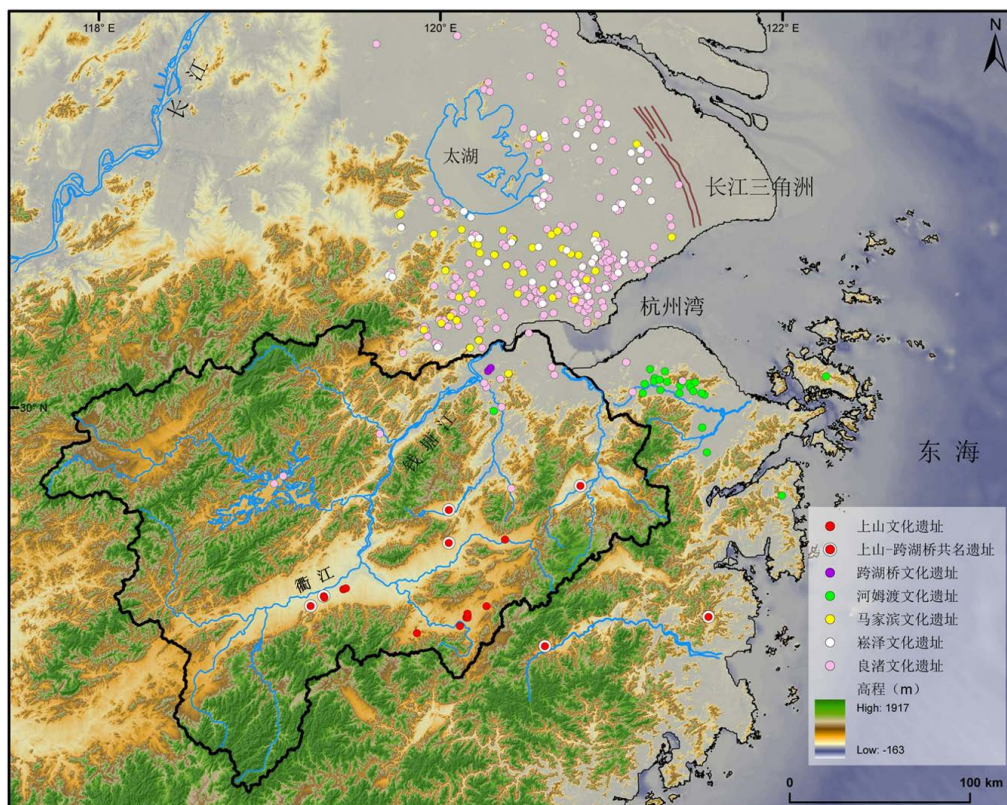 118° E
120° E
122° E
N
长江
太湖
长江三角洲
杭州湾
30° N
钱塘江
东海
衢江
上山文化遗址
上山-跨湖桥共名遗址
跨湖桥文化遗址
河姆渡文化遗址
马家浜文化遗址
崧泽文化遗址
良渚文化遗址
高程（m）
High: 1917
Low: -163
0 100 km